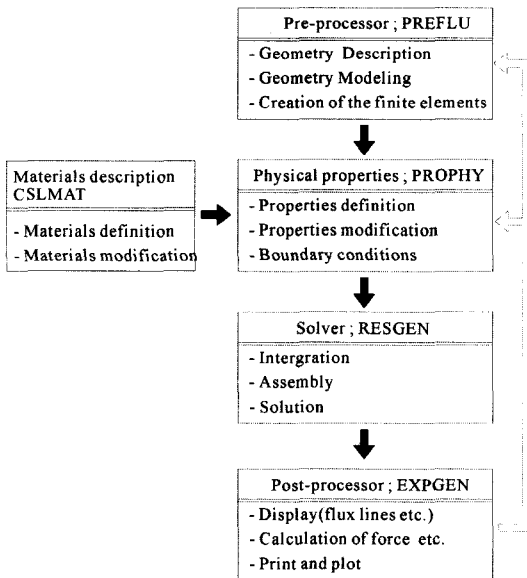 Pre-processor ; PREFLU
- Geometry Description
- Geometry Modeling
- Creation of the finite elements
Materials description
CSLMAT
- Materials definition
- Materials modification
Physical properties ; PROPHY
- Properties definition
- Properties modification
- Boundary conditions
Solver ; RESGEN
- Intergration
- Assembly
- Solution
Post-processor ; EXPGEN
- Display(flux lines etc.)
- Calculation of force etc.
- Print and plot